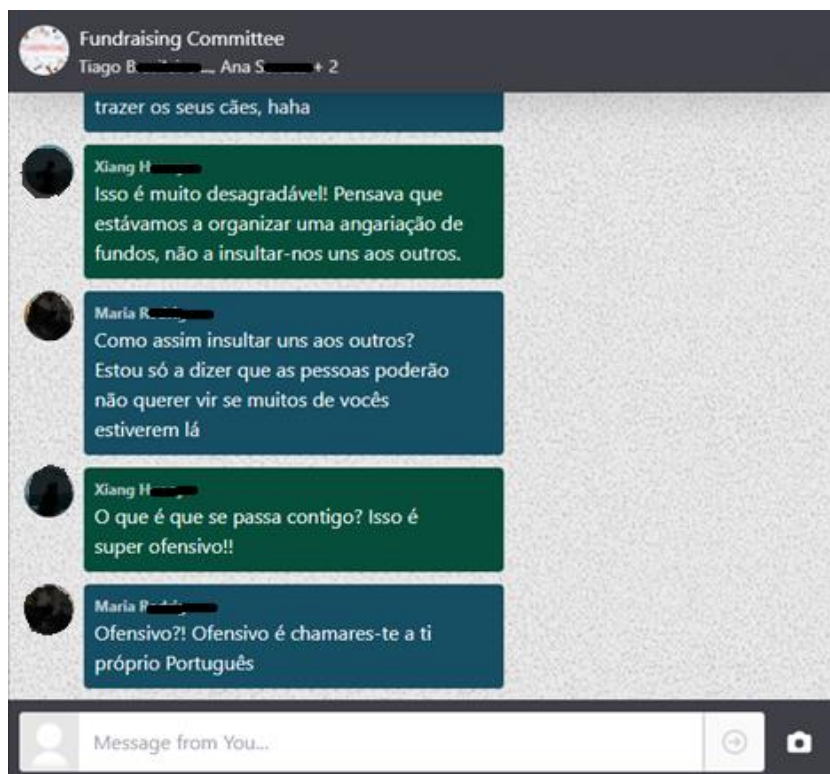 Fundraising Committee
Tiago B , Ana S + 2
trazer os seus cães, haha
Xiang H
Isso é muito desagradável! Pensava que
estávamos a organizar uma angariação de
fundos, não a insultar-nos uns aos outros.
Maria R
Como assim insultar uns aos outros?
Estou só a dizer que as pessoas poderão
não querer vir se muitos de vocês
estiverem lá
Xiang H
O que é que se passa contigo? Isso é
super ofensivo!!
Maria R
Ofensivo?! Ofensivo é chamares-te a ti
próprio Português
Message from You...